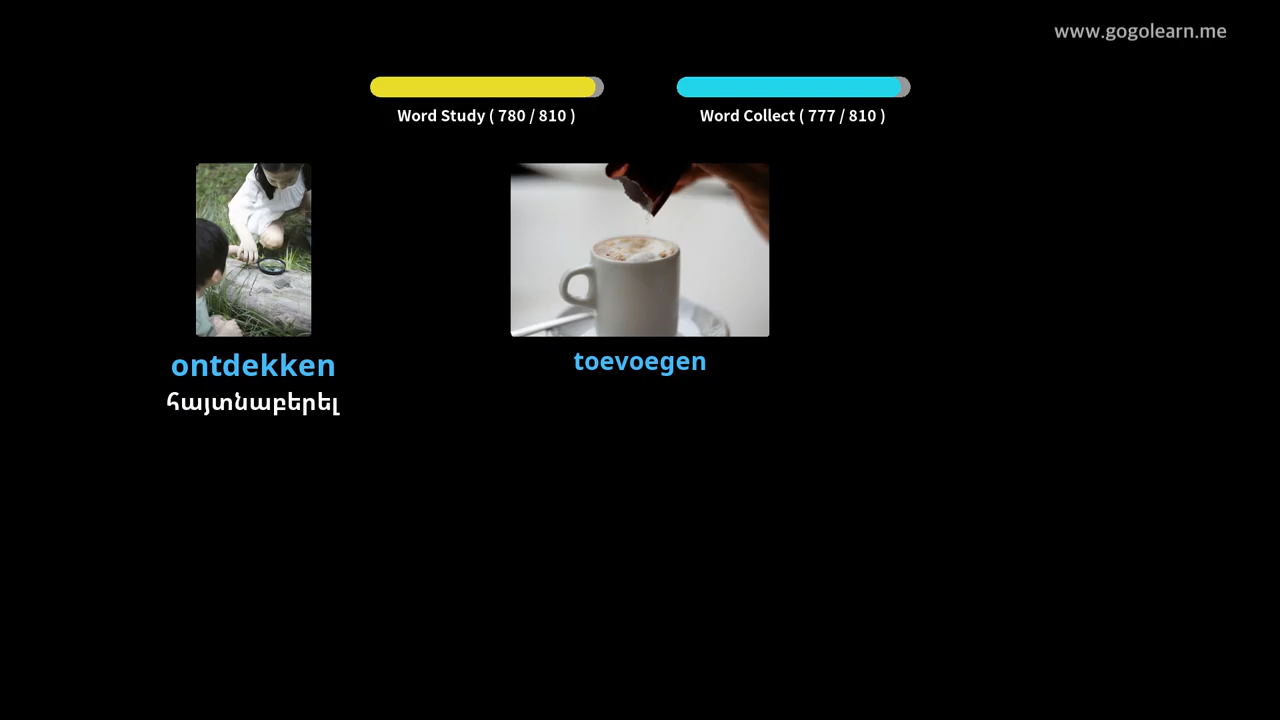 www.gogolearn.me
Word Study ( 780 / 810 )
Word Collect ( 777 / 810 )
ontdekken
հայտնաբերել
toevoegen